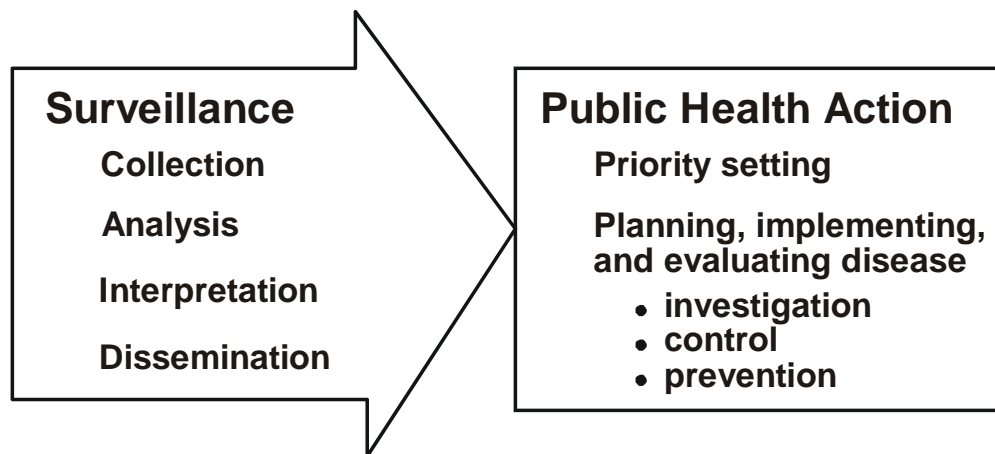 Surveillance
Collection
Analysis
Interpretation
Dissemination
Public Health Action
Priority setting
Planning, implementing,
and evaluating disease
• investigation
• control
• prevention